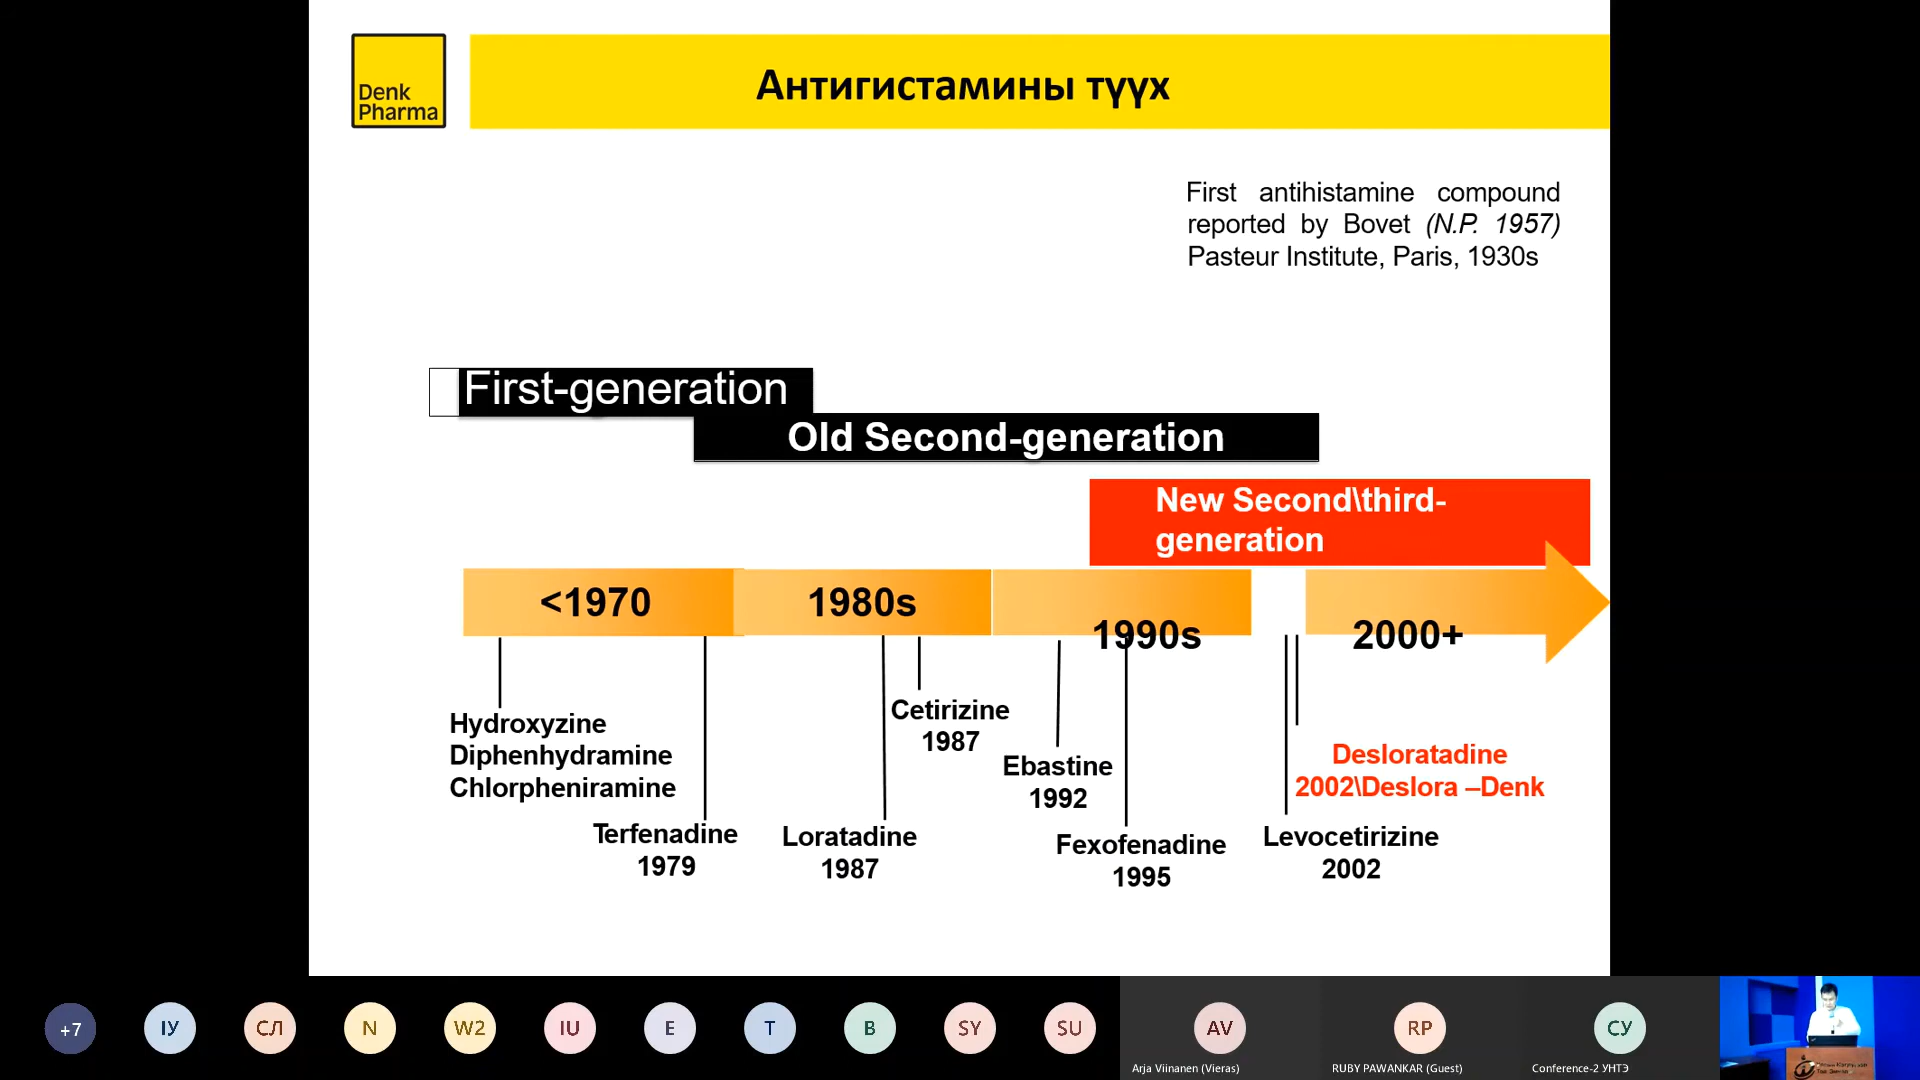 Denk
Pharma
Антигистамины түүх
First antihistamine compound
reported by Bovet (N.P. 1957)
Pasteur Institute, Paris, 1930s
First-generation
Old Second-generation
New Second\third-
generation
<1970
1980s
1990s
2000+
Hydroxyzine
Diphenhydramine
Chlorpheniramine
Terfenadine
1979
Loratadine
1987
Cetirizine
1987
Ebastine
1992
Fexofenadine
1995
Levocetirizine
2002
Desloratadine
2002\Deslora –Denk
+7
ІУ
СЛ
N
W2
IU
E
T
B
SY
SU
AV
Arja Viinanen (Vieras)
RP
RUBY PAWANKAR (Guest)
СУ
Conference-2 УНТЭ